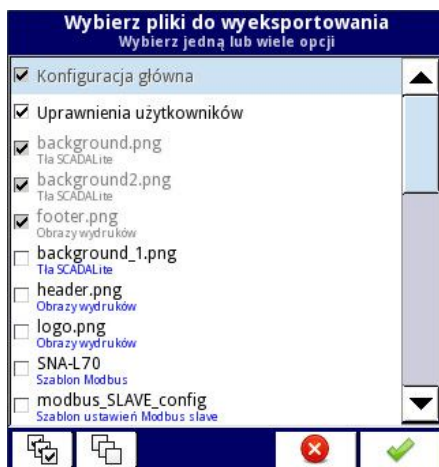 Wybierz pliki do wyeksportowania
Wybierz jedną lub wiele opcji
Konfiguracja główna
Uprawnienia użytkowników
background.png
Tła SCADALite
background2.png
Tła SCADALite
footer.png
Obrazy wydruków
background_1.png
Tła SCADALite
header.png
Obrazy wydruków
logo.png
Obrazy wydruków
SNA-L70
Szablon Modbus
modbus_SLAVE_config
Szablon ustawień Modbus slave